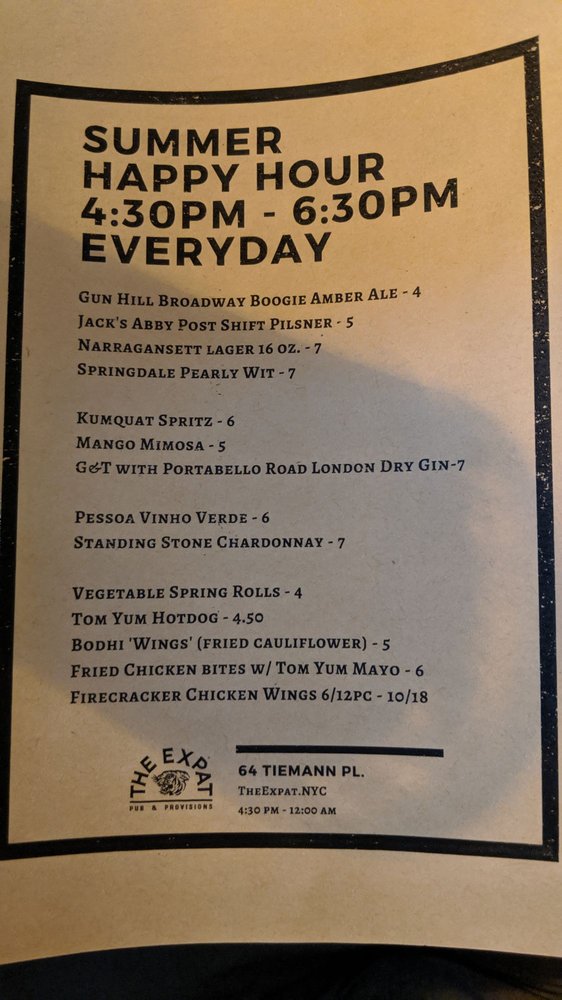 SUMMER
HAPPY HOUR
4:30PM - 6:30PM
EVERYDAY
GUN HILL BROADWAY BOOGIE AMBER ALE - 4
JACK'S ABBY POST SHIFT PILSNER - 5
NARRAGANSETT LAGER 16 OZ. - 7
SPRINGDALE PEARLY WIT - 7
KUMQUAT SPRITZ - 6
MANGO MIMOSA - 5
G&T WITH PORTABELLO ROAD LONDON DRY GIN-7
PESSOA VINHO VERDE - 6
STANDING STONE CHARDONNAY - 7
VEGETABLE SPRING ROLLS - 4
TOM YUM HOTDOG - 4.50
BODHI 'WINGS' (FRIED CAULIFLOWER) - 5
FRIED CHICKEN BITES W/ TOM YUM MAYO - 6
FIRECRACKER CHICKEN WINGS 6/12PC - 10/18
THE EXPAT
PUB & PROVISIONS
64 TIEMANN PL.
THEEXPAT.NYC
4:30 PM - 12:00 AM